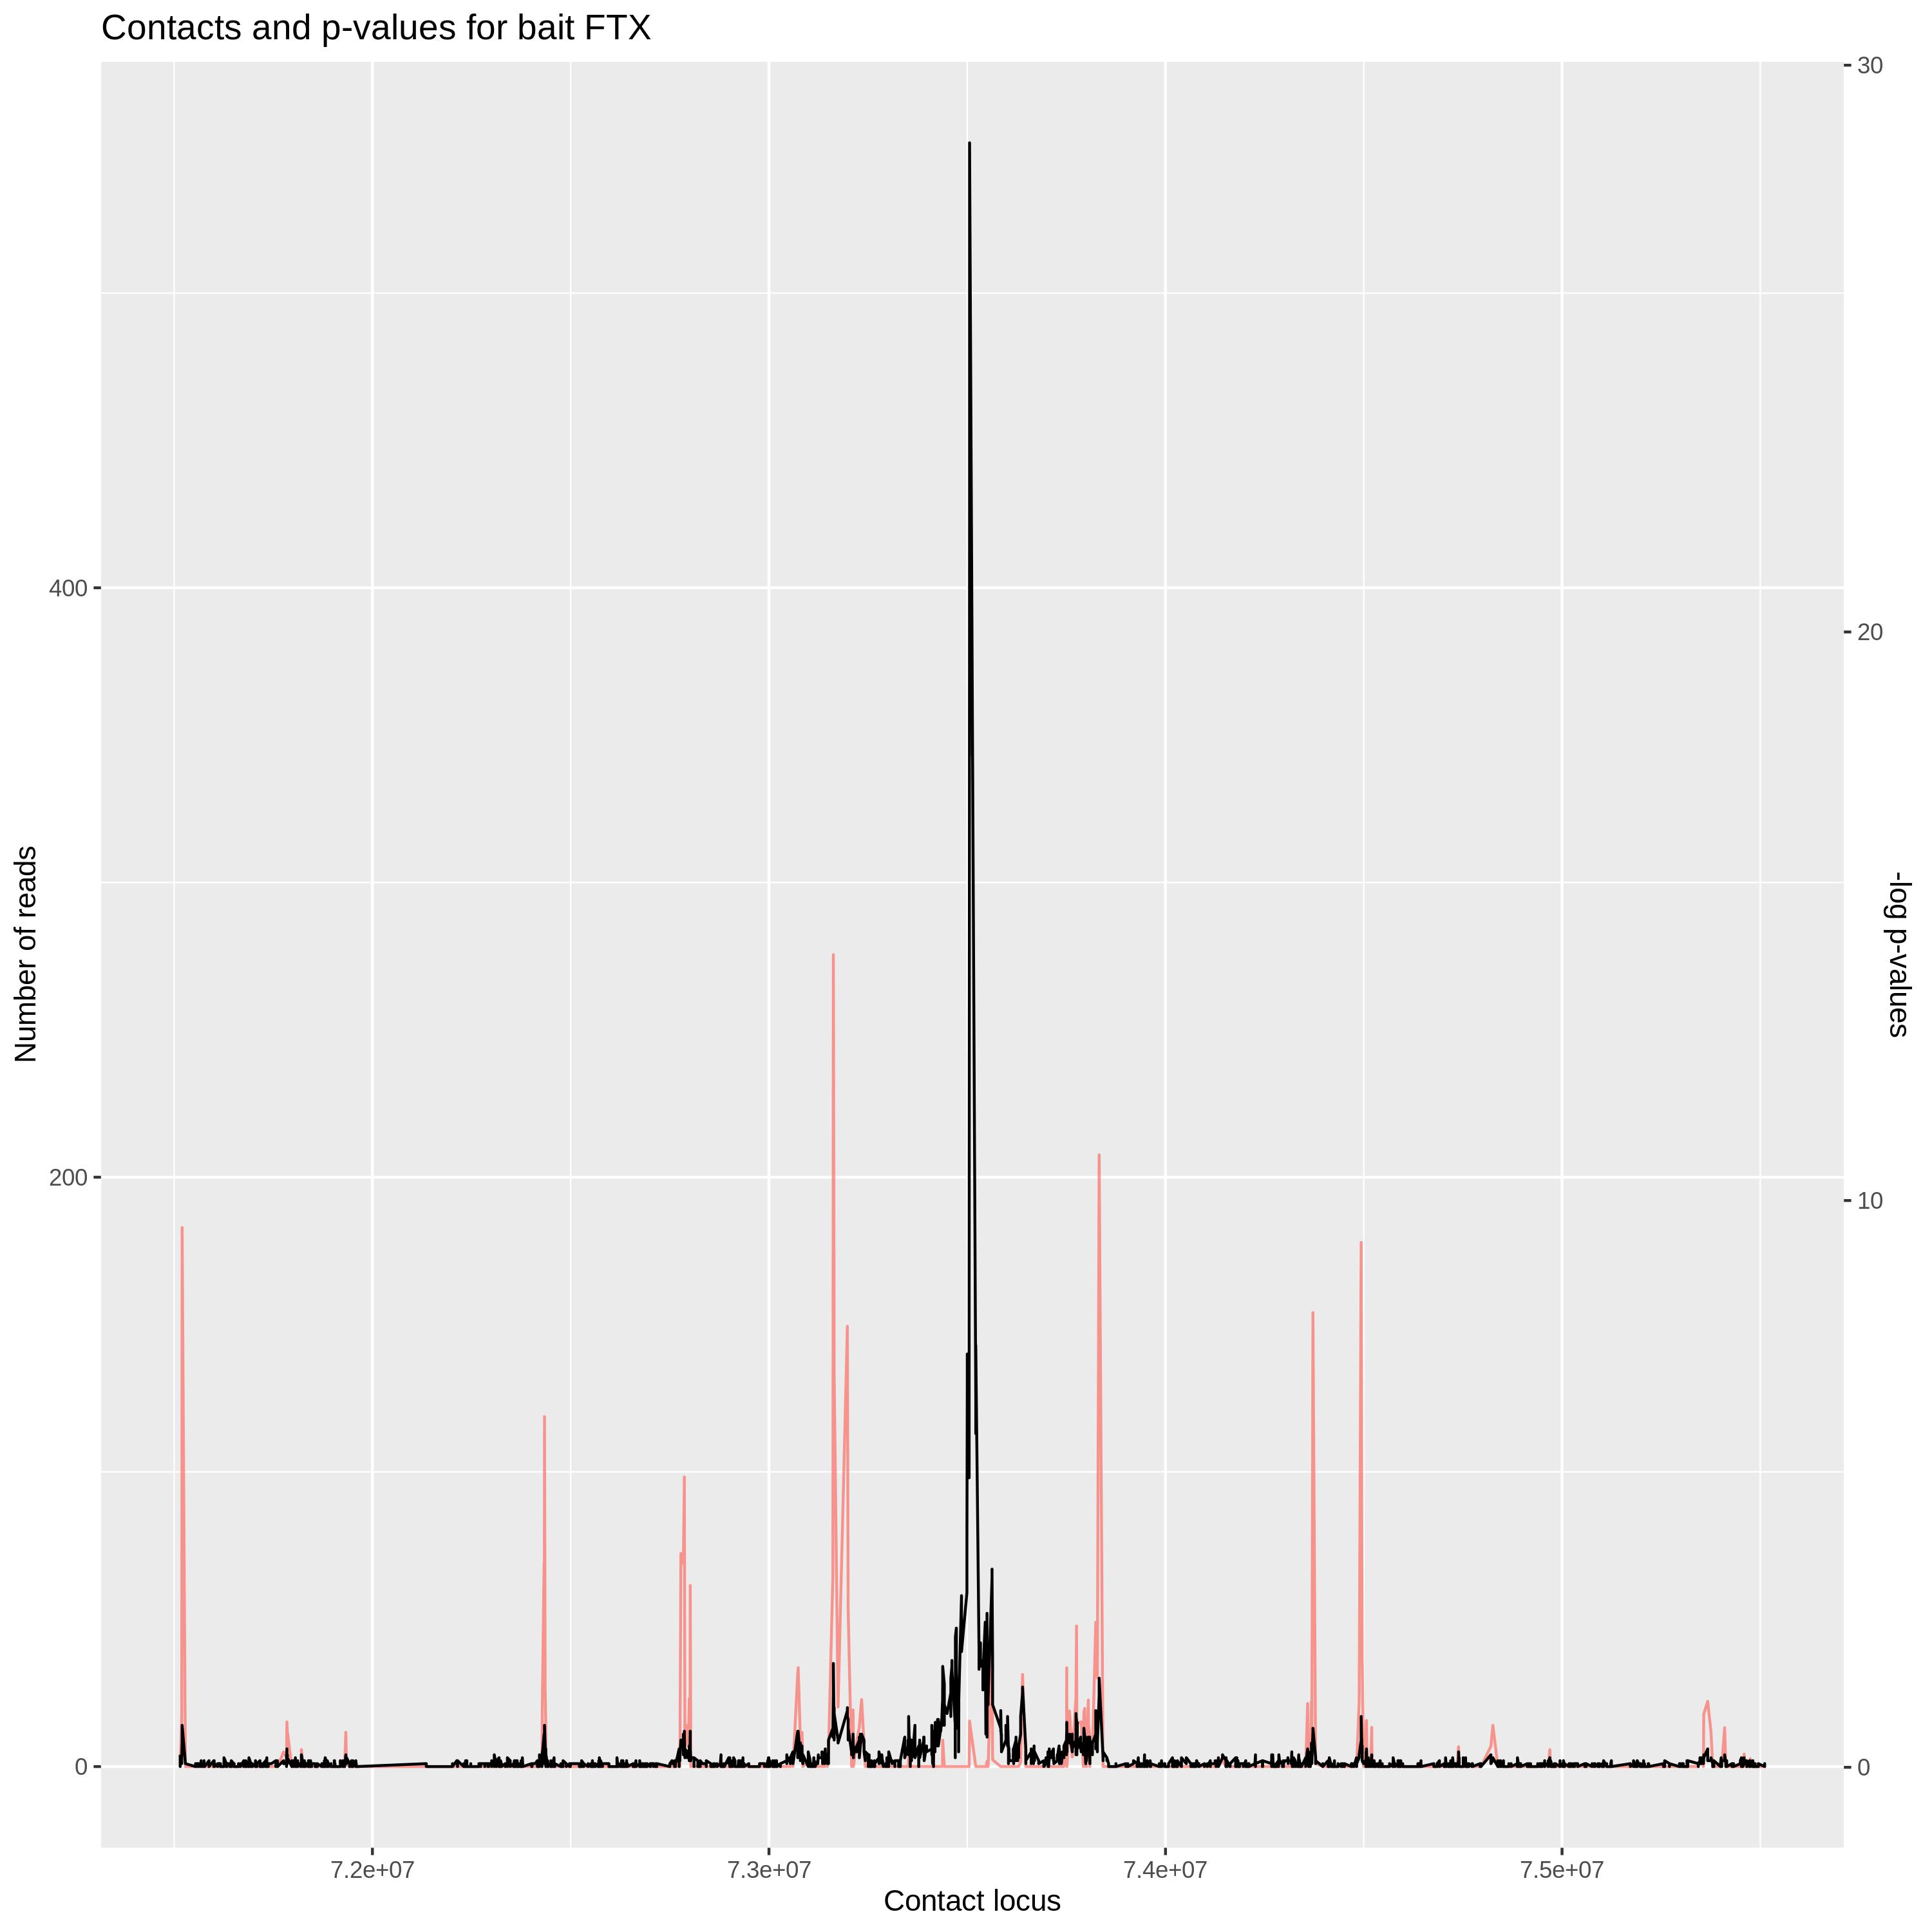 Contacts and p-values for bait FTX
Number of reads
400
200
0
30
20
10
0
-log p-values
7.2e+07
7.3e+07
7.4e+07
7.5e+07
Contact locus